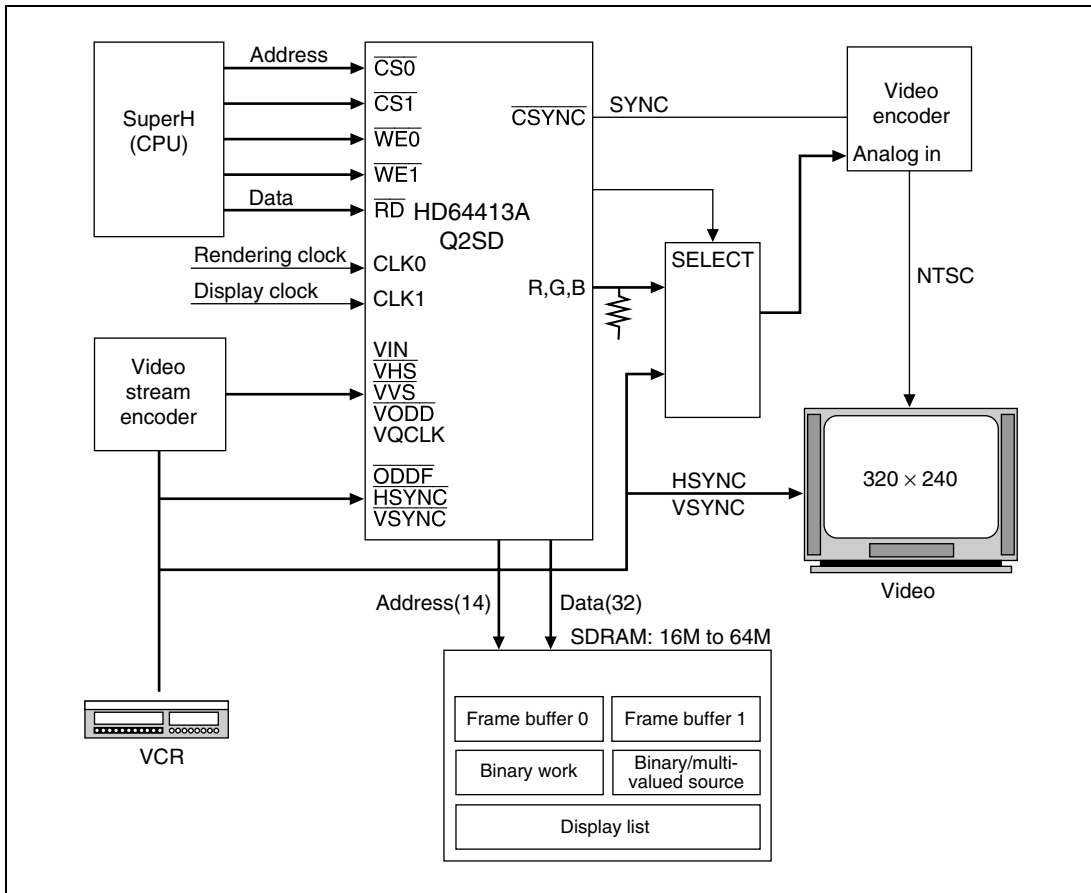 Address
SuperH
(CPU)
Data
CS0
CS1
WE0
WE1
RD
HD64413A
Q2SD
CSYNC
SYNC
Video
encoder
Analog in
Rendering clock
CLK0
Display clock
CLK1
R,G,B
SELECT
NTSC
Video
stream
encoder
VIN
VHS
VVS
VODD
VQCLK
ODDF
HSYNC
VSYNC
HSYNC
VSYNC
320 × 240
Video
Address(14)
Data(32)
SDRAM: 16M to 64M
Frame buffer 0
Frame buffer 1
Binary work
Binary/multi-
valued source
Display list
VCR